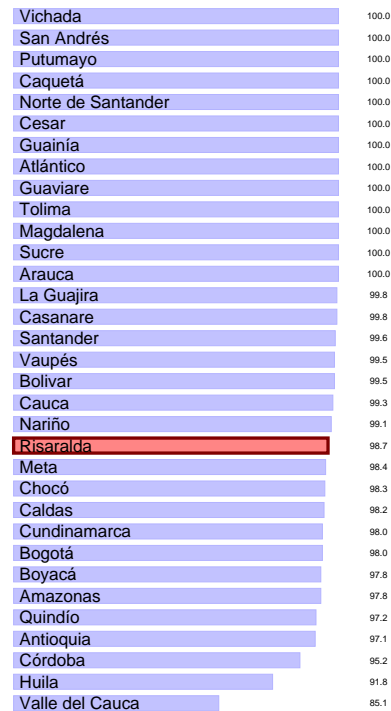 Vichada 100.0
San Andrés 100.0
Putumayo 100.0
Caquetá 100.0
Norte de Santander 100.0
Cesar 100.0
Guainía 100.0
Atlántico 100.0
Guaviare 100.0
Tolima 100.0
Magdalena 100.0
Sucre 100.0
Arauca 100.0
La Guajira 99.8
Casanare 99.8
Santander 99.6
Vaupés 99.5
Bolivar 99.5
Cauca 99.3
Nariño 99.1
Risaralda 98.7
Meta 98.4
Chocó 98.3
Caldas 98.2
Cundinamarca 98.0
Bogotá 98.0
Boyacá 97.8
Amazonas 97.8
Quindío 97.2
Antioquia 97.1
Córdoba 95.2
Huila 91.8
Valle del Cauca 85.1